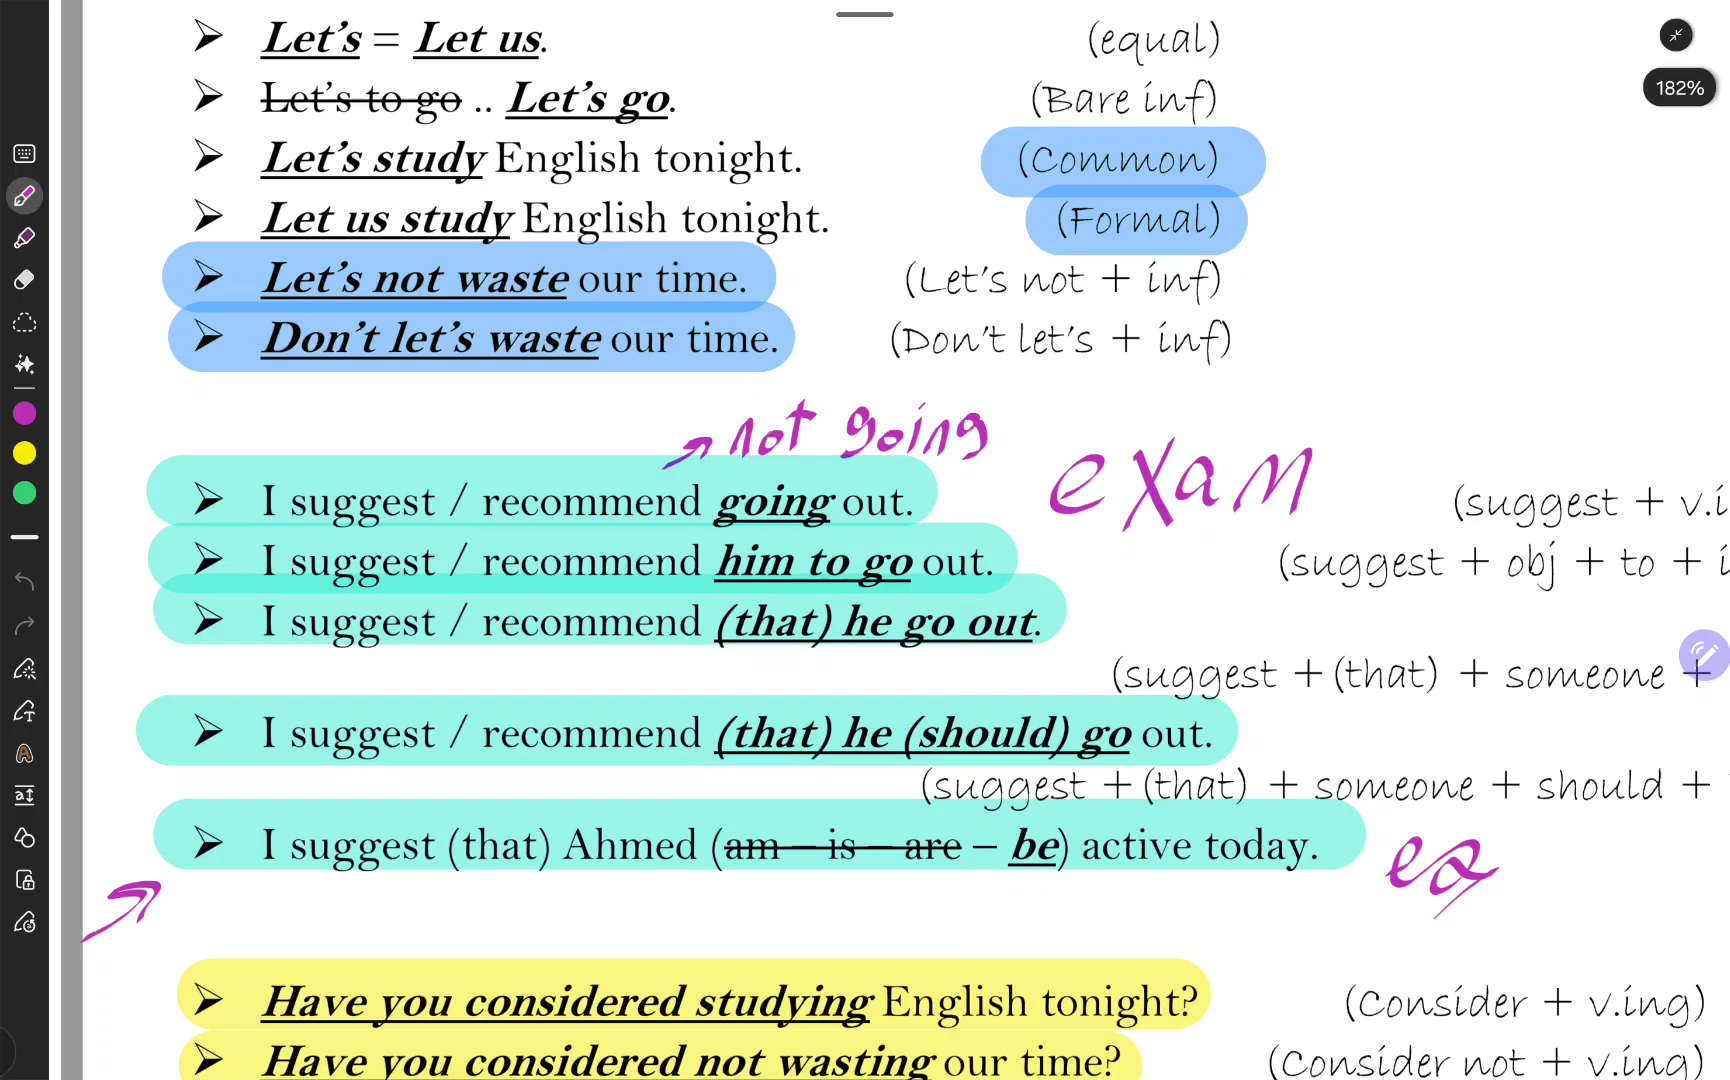 Let's = Let us. (equal)
182%
Let's to go .. Let's go. (Bare inf)
Let's study English tonight. (Common)
Let us study English tonight. (Formal)
Let's not waste our time. (Let's not + inf)
Don't let's waste our time. (Don't let's + inf)
not going
exam
I suggest / recommend going out. (suggest + v.i
I suggest / recommend him to go out. (suggest + obj + to + i
I suggest / recommend (that) he go out.
(suggest + (that) + someone +
I suggest / recommend (that) he (should) go out.
(suggest + (that) + someone + should +
I suggest (that) Ahmed (am – is – are – be) active today.
Have you considered studying English tonight? (Consider + v.ing)
Have you considered not wasting our time? (Consider not + v.ing)